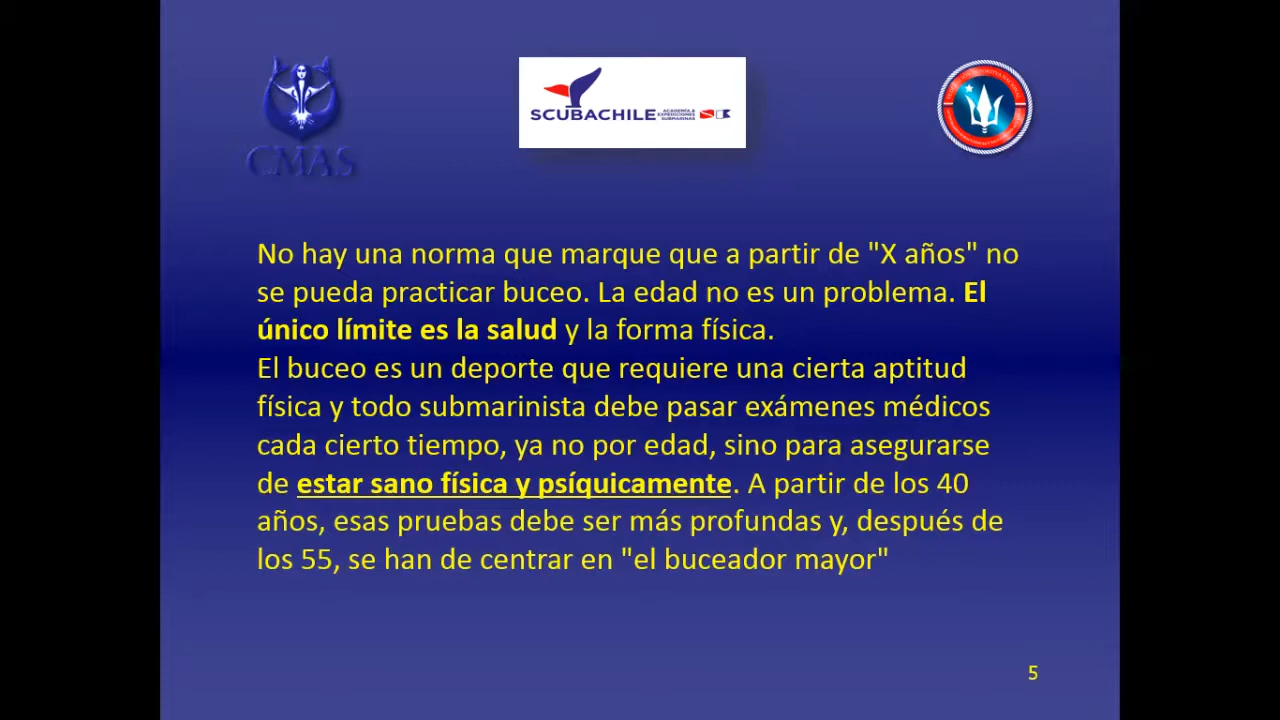 CMAS
SCUBACHILE
ACADEMIA &
EXPEDICIONES
SUBMARINAS
No hay una norma que marque que a partir de "X años" no
se pueda practicar buceo. La edad no es un problema. El
único límite es la salud y la forma física.
El buceo es un deporte que requiere una cierta aptitud
física y todo submarinista debe pasar exámenes médicos
cada cierto tiempo, ya no por edad, sino para asegurarse
de estar sano física y psíquicamente. A partir de los 40
años, esas pruebas debe ser más profundas y, después de
los 55, se han de centrar en "el buceador mayor"
5